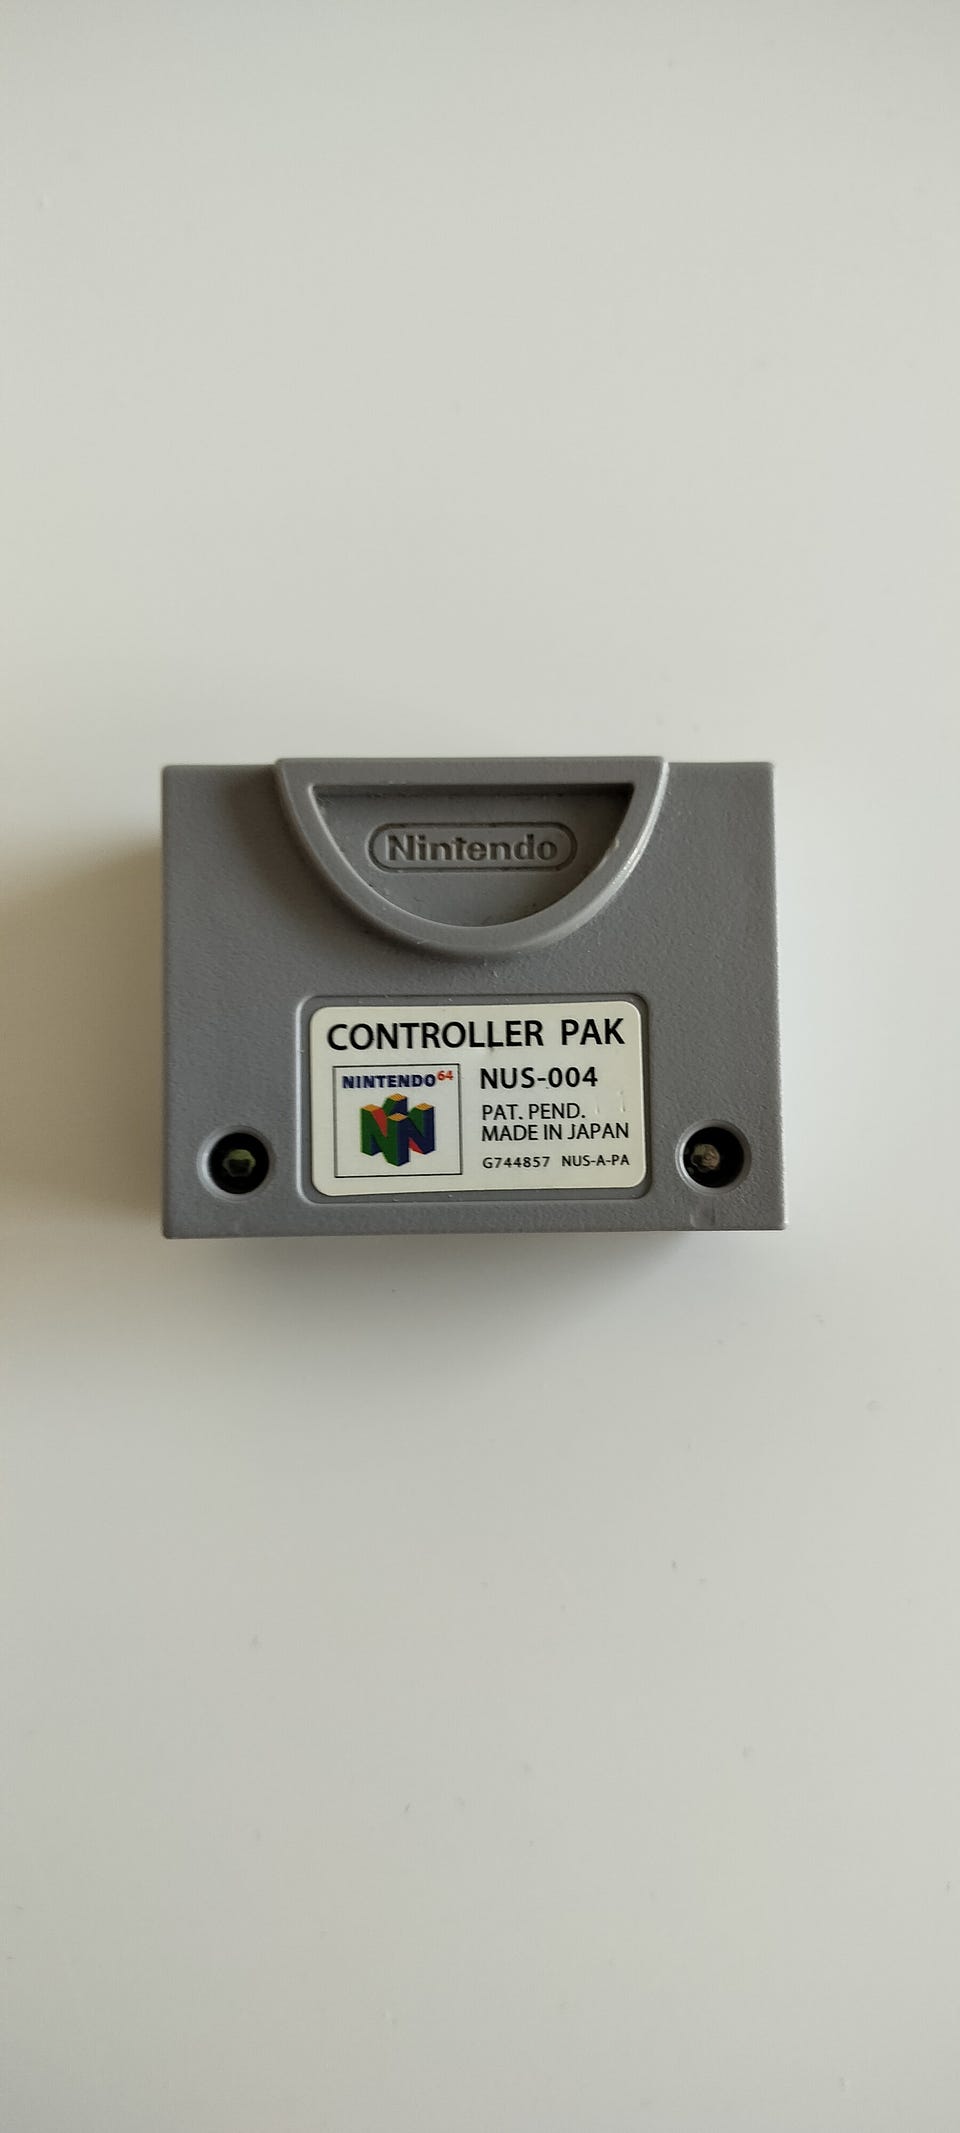 Nintendo
CONTROLLER PAK
NINTENDO64
NUS-004
PAT. PEND.
MADE IN JAPAN
G744857 NUS-A-PA